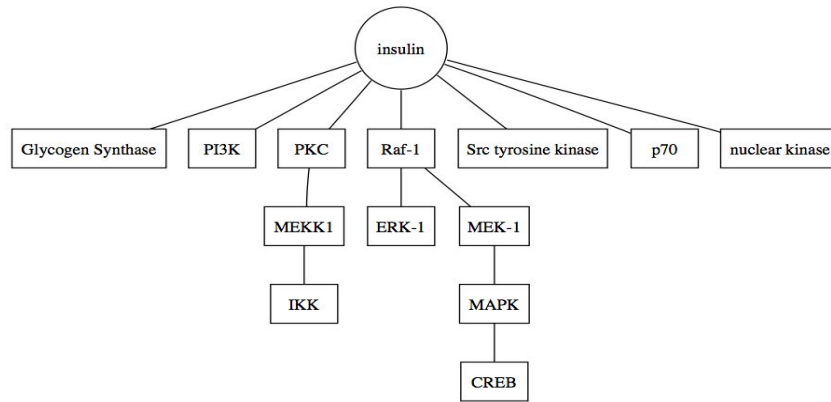 insulin
Glycogen Synthase
PI3K
PKC
Raf-1
Src tyrosine kinase
p70
nuclear kinase
MEKK1
ERK-1
MEK-1
IKK
MAPK
CREB